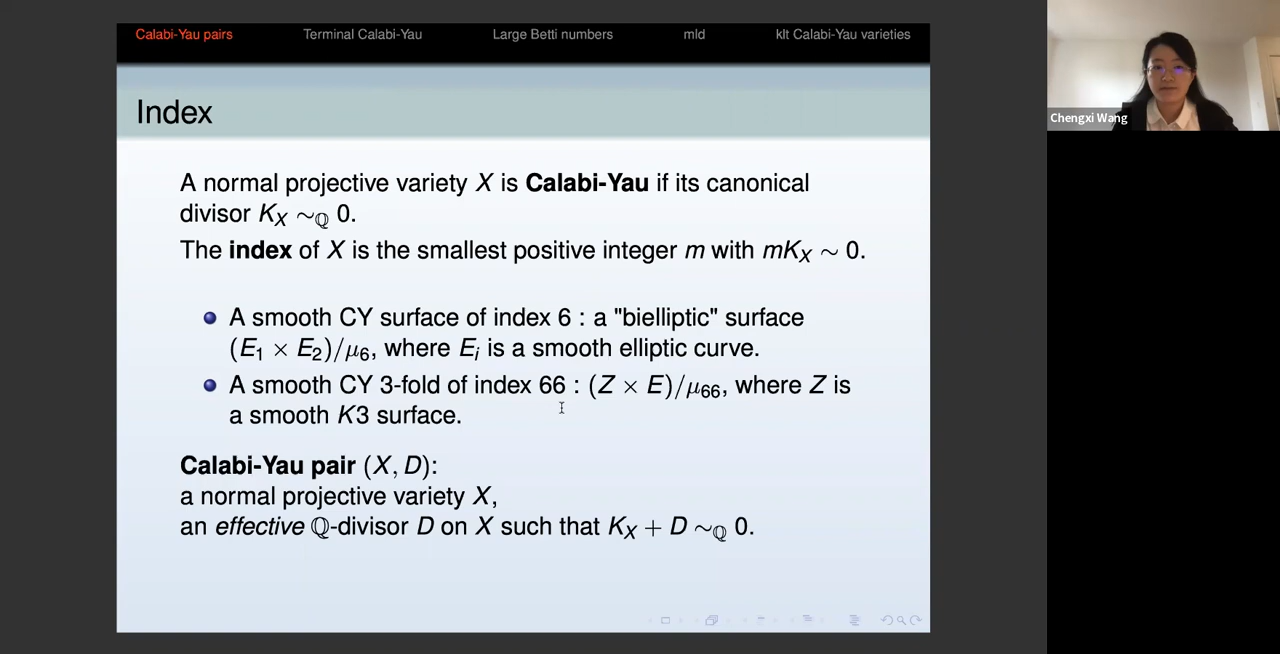 Calabi-Yau pairs Terminal Calabi-Yau Large Betti numbers mld klt Calabi-Yau varieties
Index
A normal projective variety X is Calabi-Yau if its canonical
divisor K_X ∼_ℚ 0.
The index of X is the smallest positive integer m with mK_X ∼ 0.
A smooth CY surface of index 6 : a "bielliptic" surface
(E₁ × E₂)/μ₆, where E_i is a smooth elliptic curve.
A smooth CY 3-fold of index 66 : (Z × E)/μ₆₆, where Z is
a smooth K3 surface.
Calabi-Yau pair (X, D):
a normal projective variety X,
an effective ℚ-divisor D on X such that K_X + D ∼_ℚ 0.
Chengxi Wang